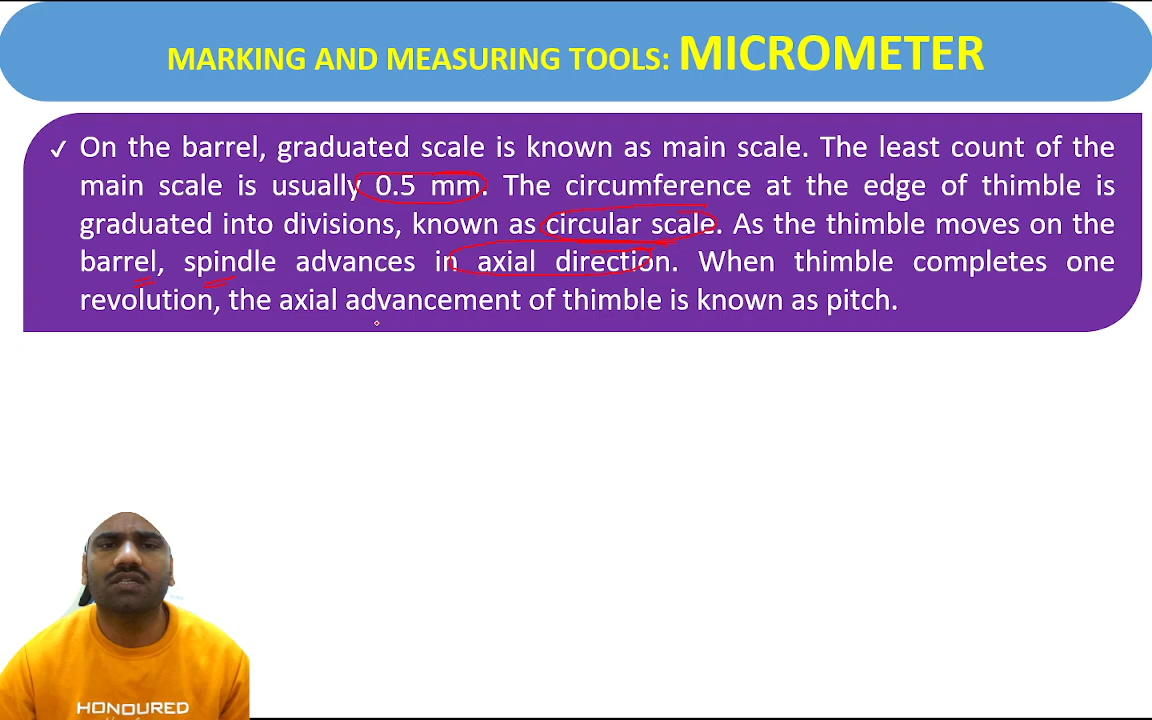 MARKING AND MEASURING TOOLS: MICROMETER
✓ On the barrel, graduated scale is known as main scale. The least count of the
main scale is usually 0.5 mm. The circumference at the edge of thimble is
graduated into divisions, known as circular scale. As the thimble moves on the
barrel, spindle advances in axial direction. When thimble completes one
revolution, the axial advancement of thimble is known as pitch.
HONOURED